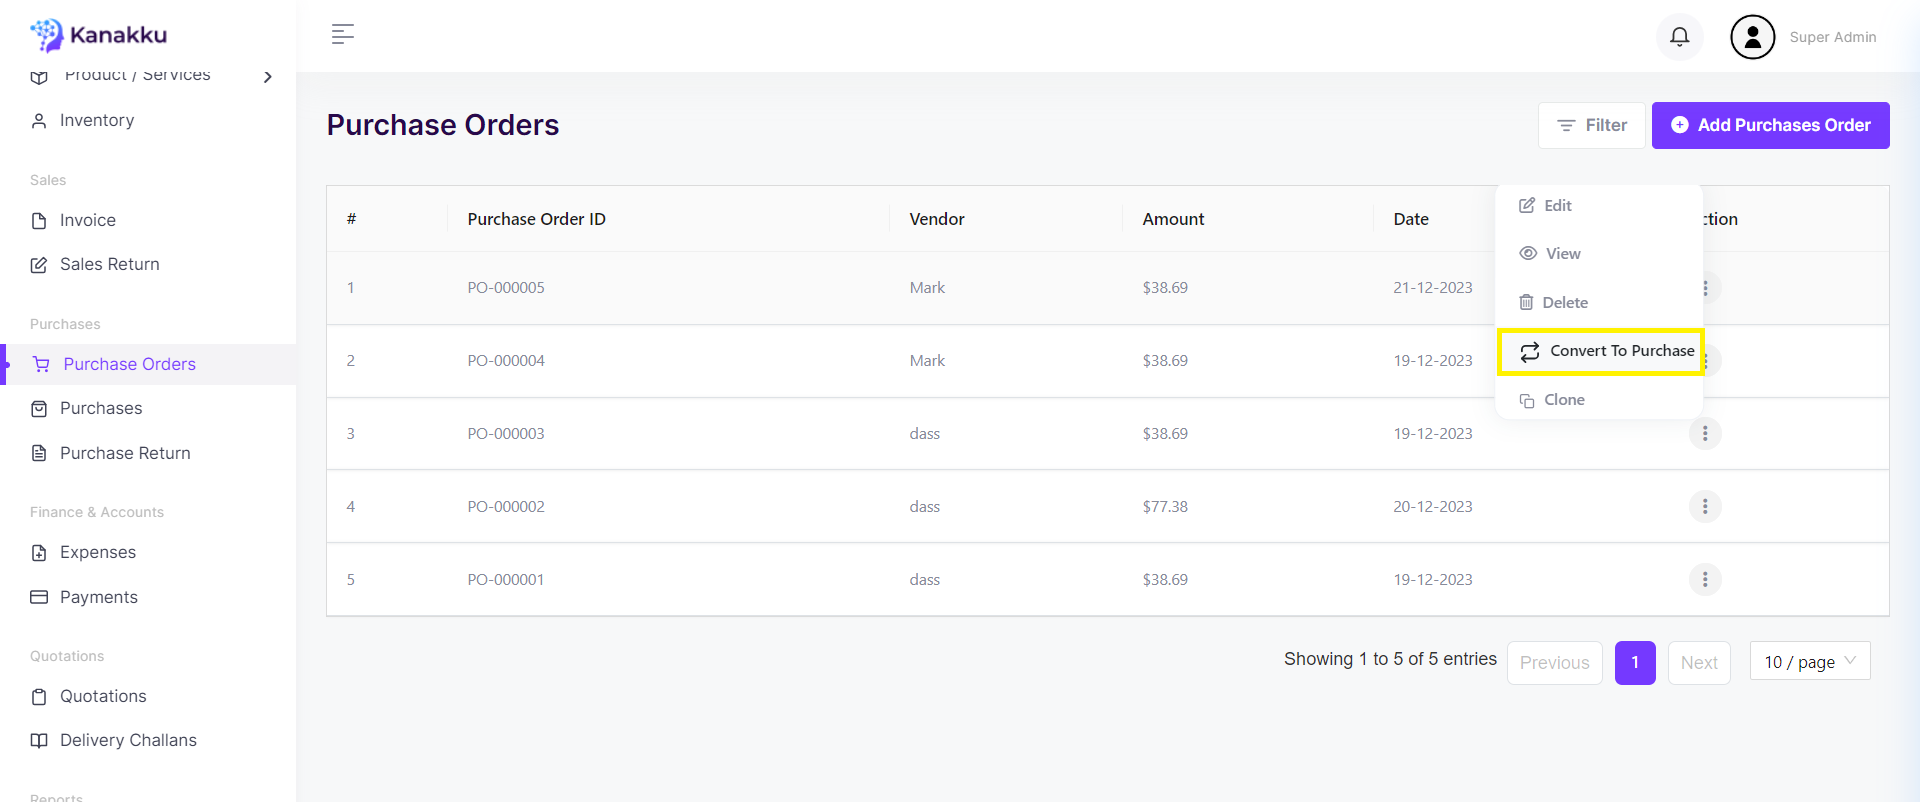 Kanakku
Super Admin
Product / Services
Inventory
Sales
Invoice
Sales Return
Purchases
Purchase Orders
Purchases
Purchase Return
Finance & Accounts
Expenses
Payments
Quotations
Quotations
Delivery Challans
Reports
Purchase Orders
Filter
Add Purchases Order
# Purchase Order ID Vendor Amount Date ction
1 PO-000005 Mark $38.69 21-12-2023
2 PO-000004 Mark $38.69 19-12-2023
3 PO-000003 dass $38.69 19-12-2023
4 PO-000002 dass $77.38 20-12-2023
5 PO-000001 dass $38.69 19-12-2023
Edit
View
Delete
Convert To Purchase
Clone
Showing 1 to 5 of 5 entries Previous 1 Next 10 / page